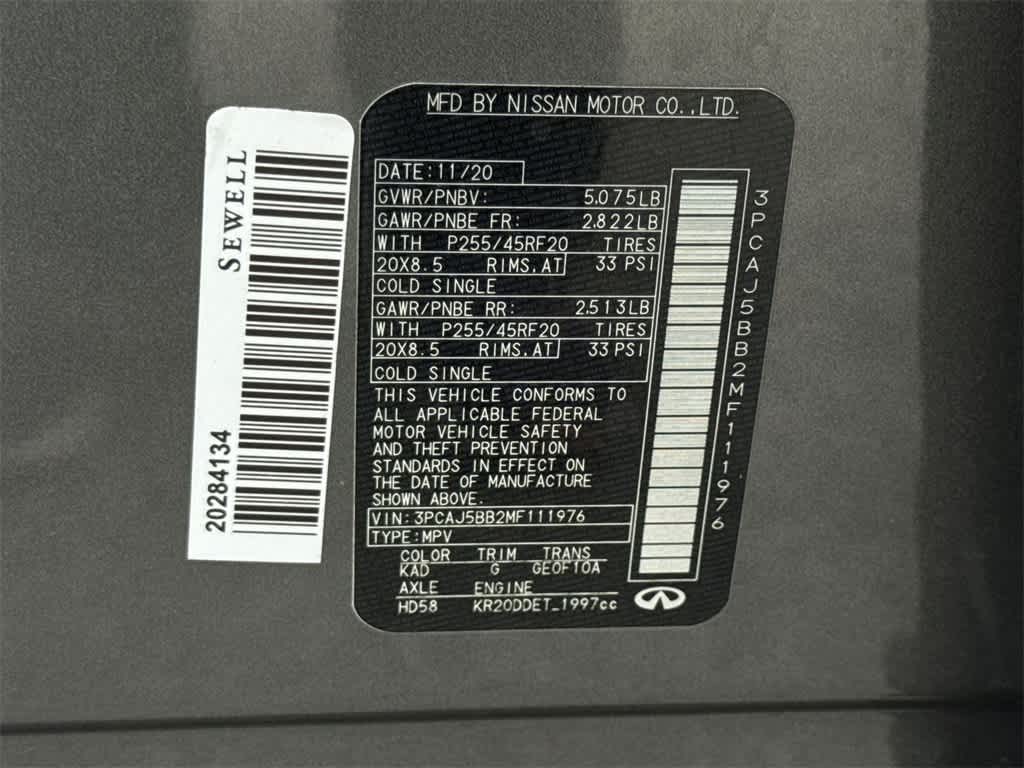 SEWELL
20284134
MFD BY NISSAN MOTOR CO.,LTD.
DATE:11/20
GVWR/PNBV: 5.075LB
GAWR/PNBE FR: 2.822LB
WITH P255/45RF20 TIRES
20X8.5 RIMS.AT 33 PSI
COLD SINGLE
GAWR/PNBE RR: 2.513LB
WITH P255/45RF20 TIRES
20X8.5 RIMS.AT 33 PSI
COLD SINGLE
THIS VEHICLE CONFORMS TO
ALL APPLICABLE FEDERAL
MOTOR VEHICLE SAFETY
AND THEFT PREVENTION
STANDARDS IN EFFECT ON
THE DATE OF MANUFACTURE
SHOWN ABOVE.
VIN:3PCAJ5BB2MF111976
TYPE:MPV
COLOR TRIM TRANS
KAD G GE0F10A
AXLE ENGINE
HD58 KR20DDET_1997cc
3PCAJ5BB2MF111976